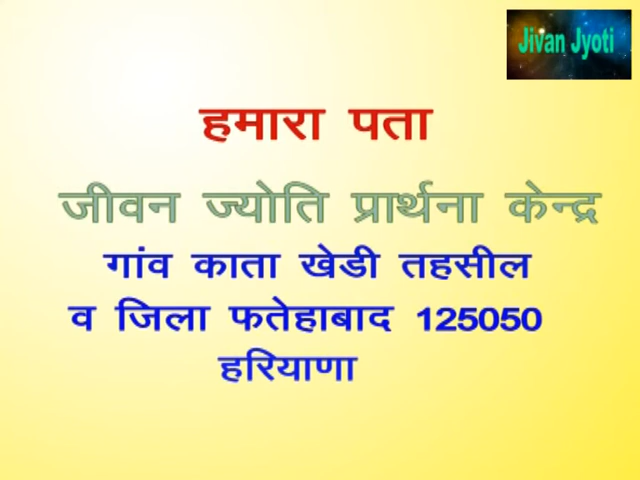 Jivan Jyoti
हमारा पता
जीवन ज्योति प्रार्थना केन्द्र
गांव काता खेडी तहसील
व जिला फतेहाबाद 125050
हरियाणा